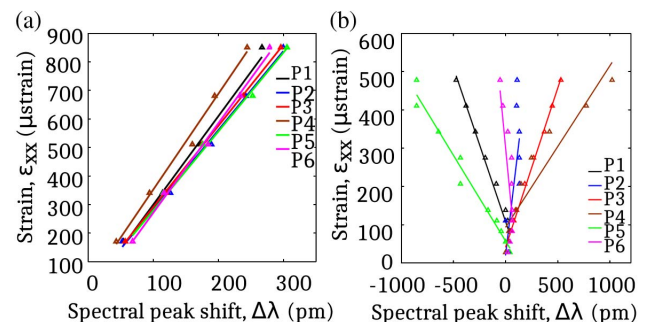 (a)
900
800
700
600
500
400
300
200
100
0 100 200 300
Strain, εxx (μstrain)
Spectral peak shift, Δλ (pm)
P1
P2
P3
P4
P5
P6
(b)
600
500
400
300
200
100
0
-1000 -500 0 500 1000
Strain, εxx (μstrain)
Spectral peak shift, Δλ (pm)
P1
P2
P3
P4
P5
P6